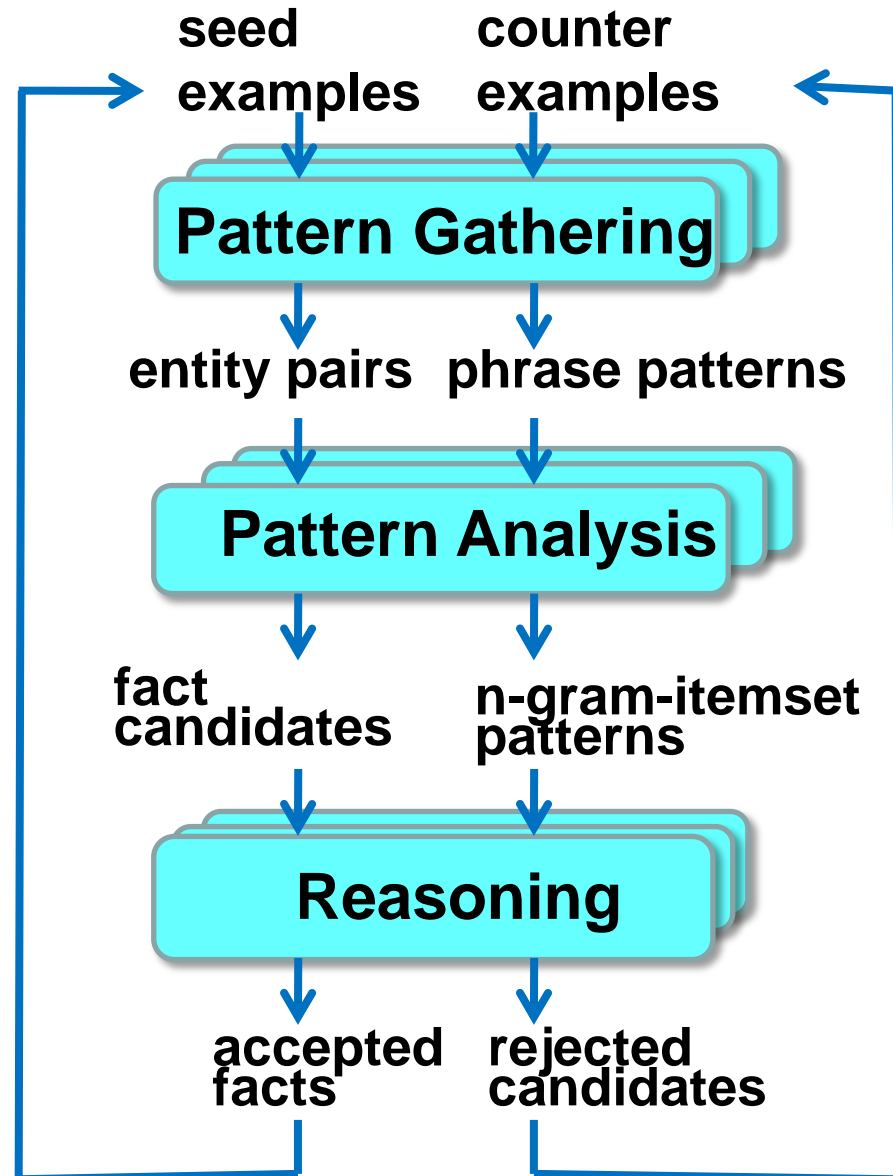 seed
examples
counter
examples
Pattern Gathering
entity pairs
phrase patterns
Pattern Analysis
fact
candidates
n-gram-itemset
patterns
Reasoning
accepted
facts
rejected
candidates